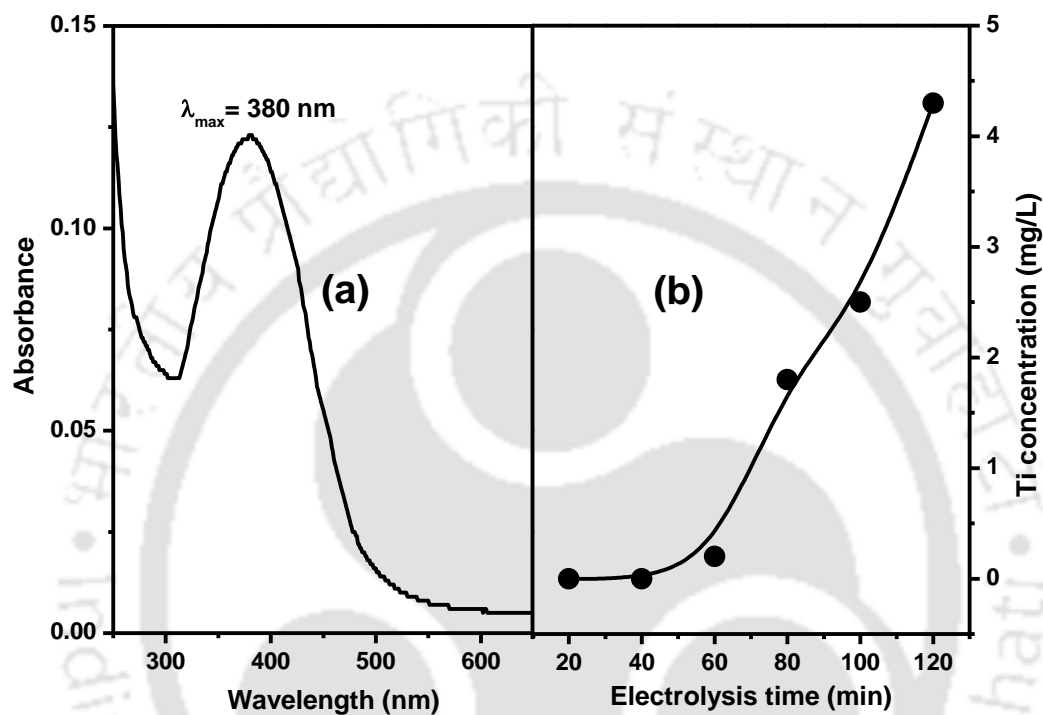 0.15
0.10
0.05
0.00
Absorbance
λmax= 380 nm
(a)
300 400 500 600
Wavelength (nm)
(b)
5
4
3
2
1
0
Ti concentration (mg/L)
20 40 60 80 100 120
Electrolysis time (min)